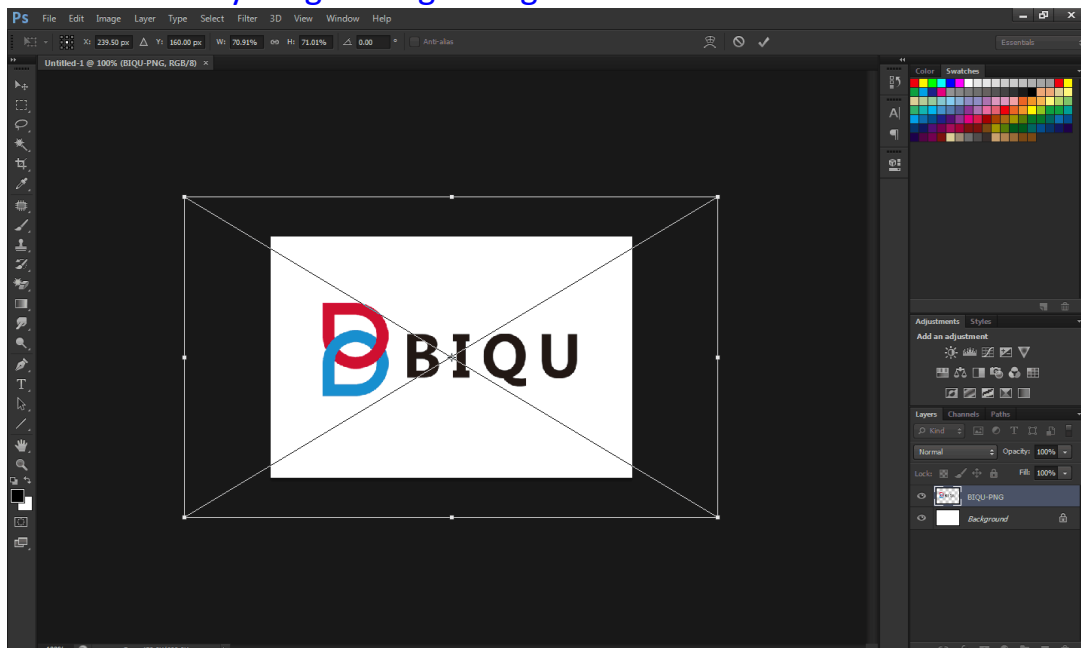 Ps File Edit Image Layer Type Select Filter 3D View Window Help
X: 239.50 px Y: 160.00 px W: 70.91% H: 71.01% 0.00 ° Anti-alias Essentials
Untitled-1 @ 100% (BIQU-PNG, RGB/8) ×
Color Swatches
BIQU
Adjustments Styles
Add an adjustment
Layers Channels Paths
Kind
Normal Opacity: 100%
Lock: Fill: 100%
BIQU-PNG
Background